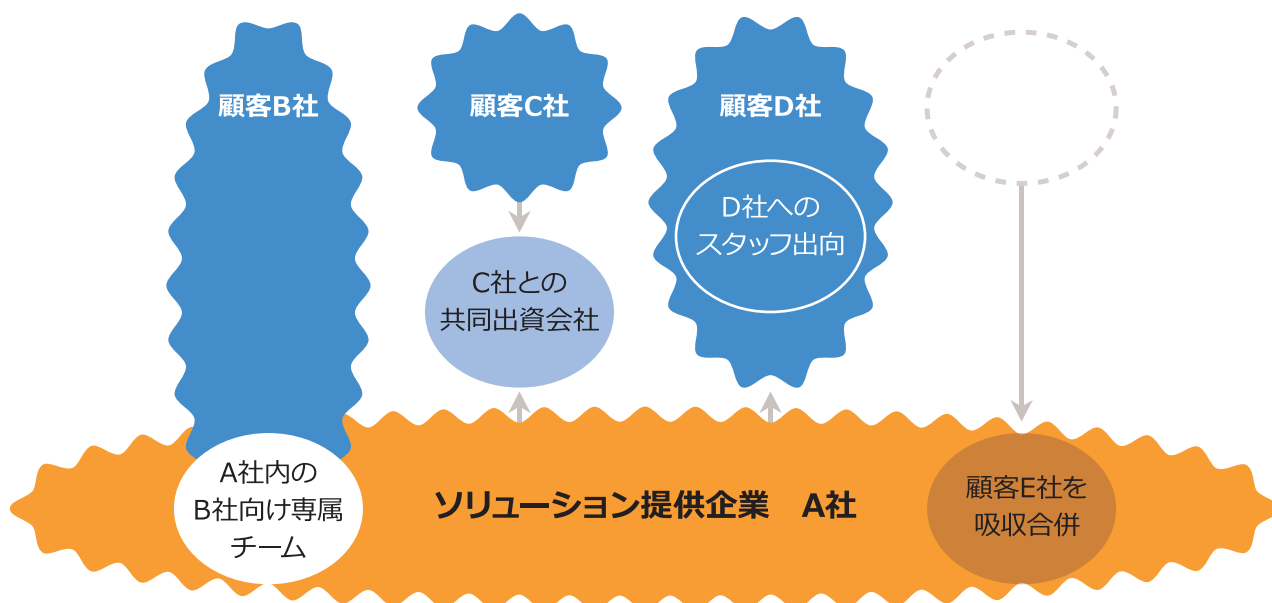 顧客B社
顧客C社
顧客D社
D社への
スタッフ出向
C社との
共同出資会社
A社内の
B社向け専属
チーム
ソリューション提供企業　A社
顧客E社を
吸収合併